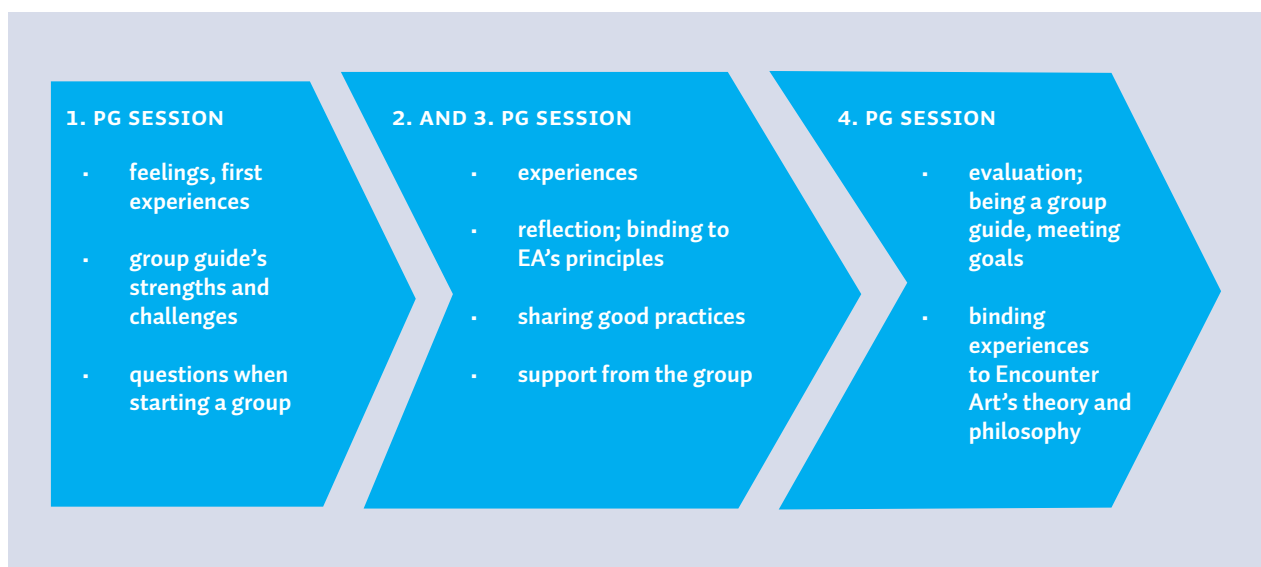 1. PG SESSION
▪ feelings, first
experiences
▪ group guide’s
strengths and
challenges
▪ questions when
starting a group
2. AND 3. PG SESSION
▪ experiences
▪ reflection; binding to
EA’s principles
▪ sharing good practices
▪ support from the group
4. PG SESSION
▪ evaluation;
being a group
guide, meeting
goals
▪ binding
experiences
to Encounter
Art’s theory and
philosophy